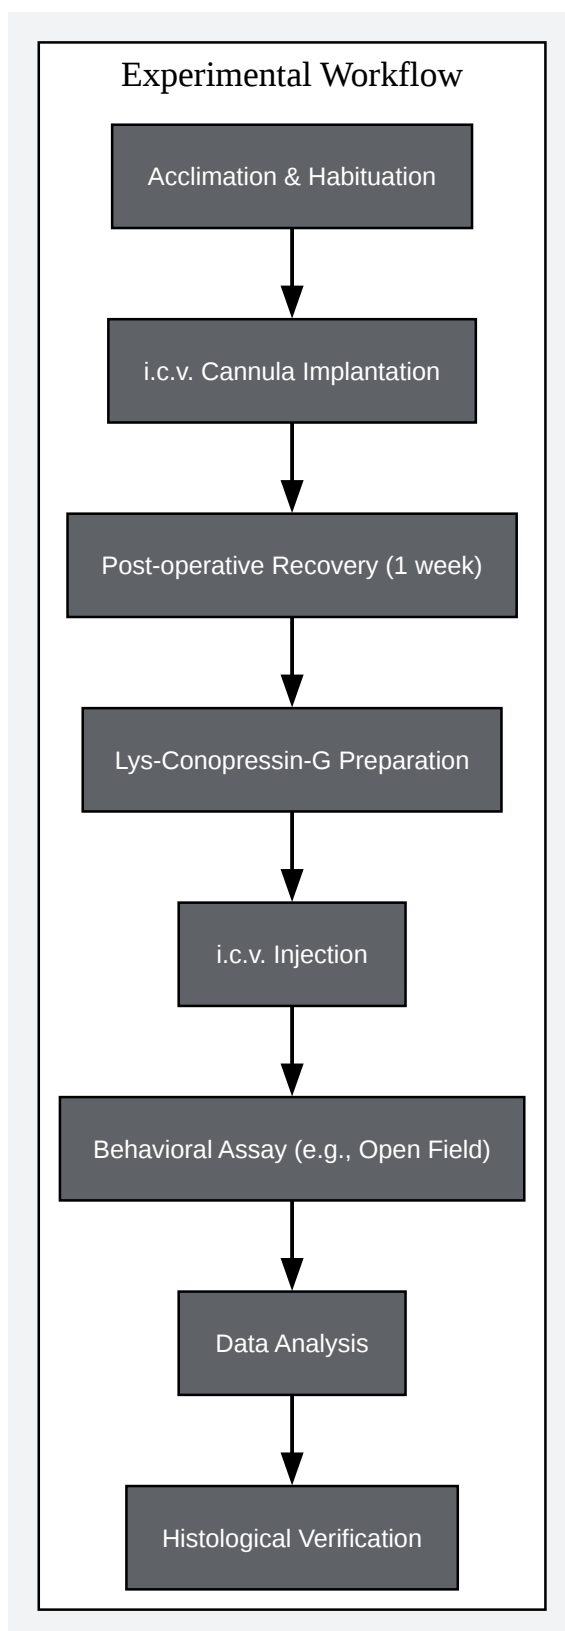 Experimental Workflow
Acclimation & Habituation
i.c.v. Cannula Implantation
Post-operative Recovery (1 week)
Lys-Conopressin-G Preparation
i.c.v. Injection
Behavioral Assay (e.g., Open Field)
Data Analysis
Histological Verification